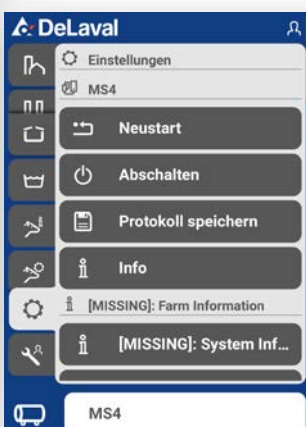 DeLaval
Einstellungen
MS4
Neustart
Abschalten
Protokoll speichern
Info
[MISSING]: Farm Information
[MISSING]: System Inf...
MS4